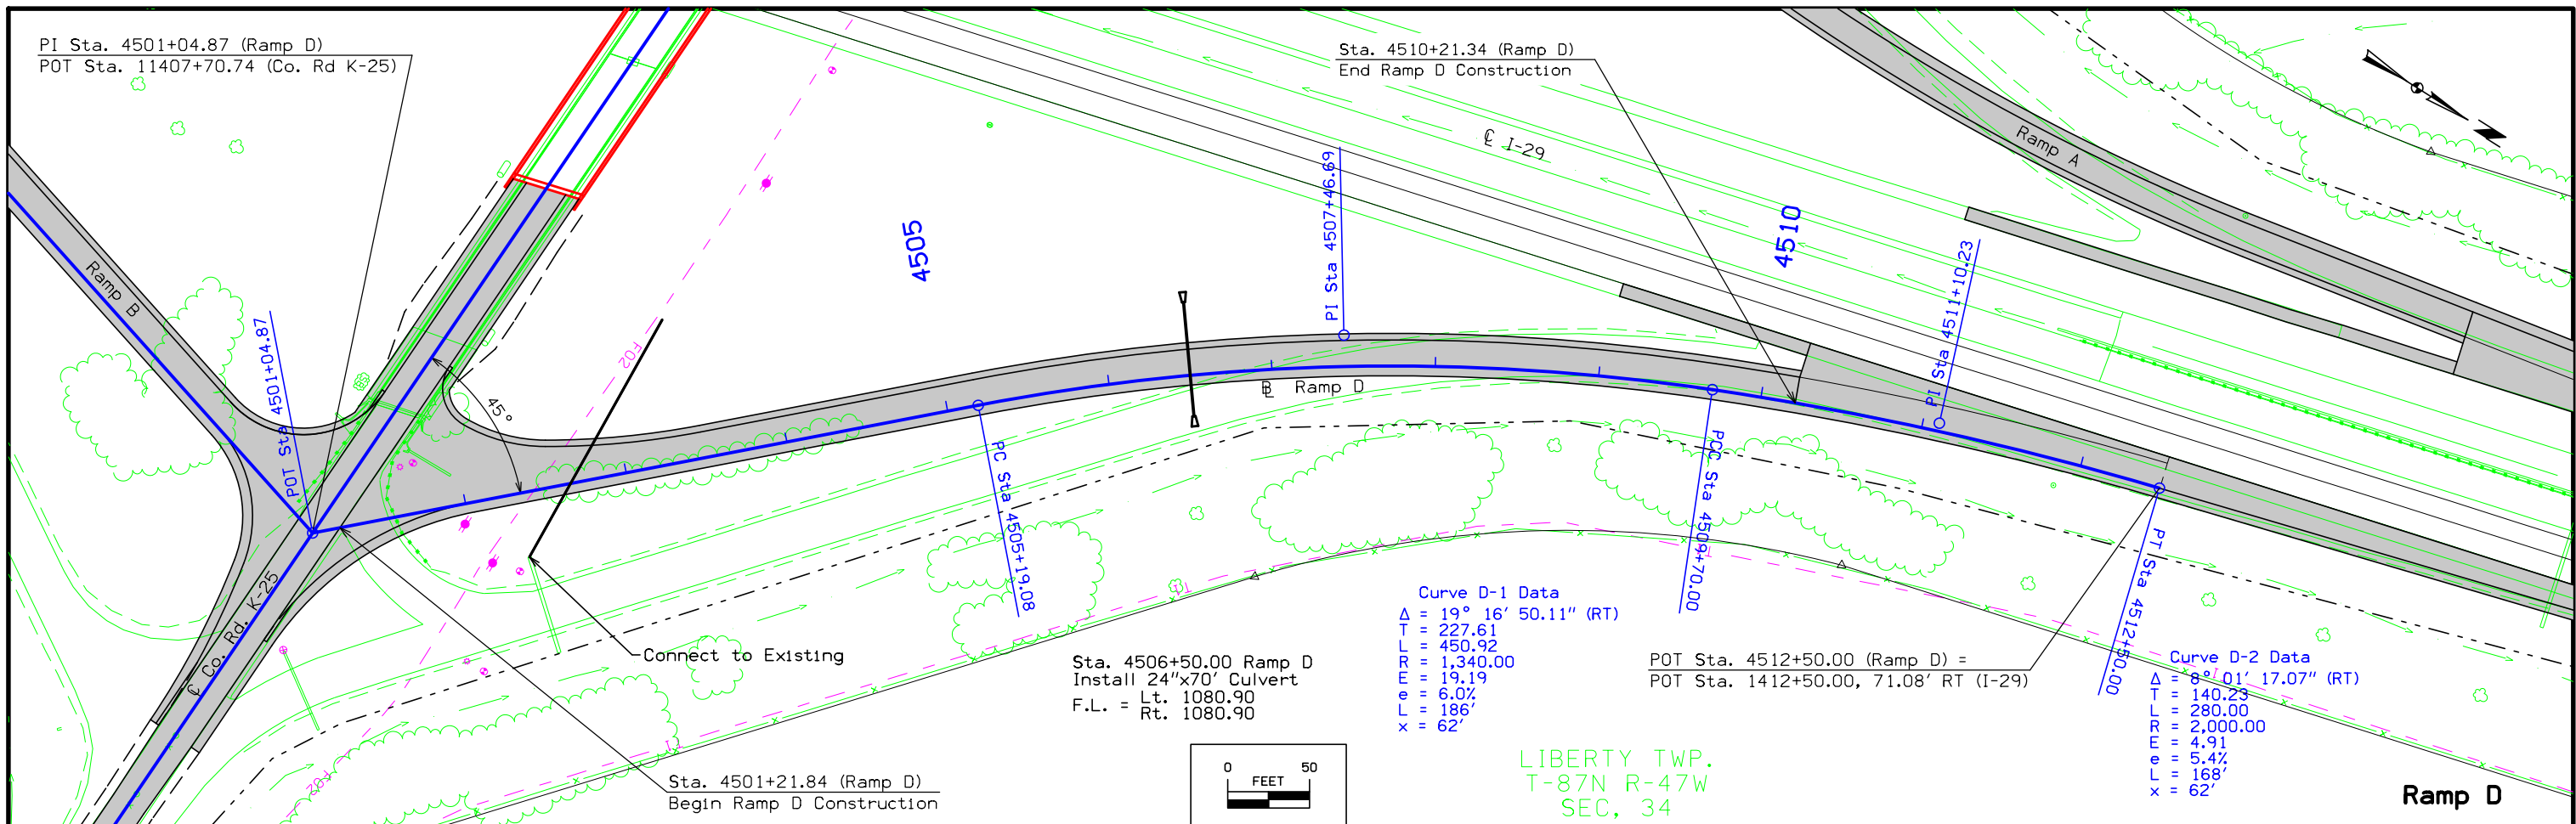 PI Sta. 4501+04.87 (Ramp D)
POT Sta. 11407+70.74 (Co. Rd K-25)
Sta. 4510+21.34 (Ramp D)
End Ramp D Construction
℄ I-29
Ramp A
Ramp B
POT Sta 4501+04.87
45°
FO2
4505
PI Sta 4507+46.69
4510
PI Sta 4511+10.23
℄ Co. Rd. K-25
B̲L Ramp D
PC Sta 4505+19.08
PCC Sta 4509+70.00
PT Sta 4512+50.00
Connect to Existing
FO2
T1
T1
T1
T1
Sta. 4501+21.84 (Ramp D)
Begin Ramp D Construction
Sta. 4506+50.00 Ramp D
Install 24"x70' Culvert
F.L. = Lt. 1080.90
Rt. 1080.90
Curve D-1 Data
Δ = 19° 16' 50.11" (RT)
T = 227.61
L = 450.92
R = 1,340.00
E = 19.19
e = 6.0%
L = 186'
x = 62'
POT Sta. 4512+50.00 (Ramp D) =
POT Sta. 1412+50.00, 71.08' RT (I-29)
Curve D-2 Data
Δ = 8° 01' 17.07" (RT)
T = 140.23
L = 280.00
R = 2,000.00
E = 4.91
e = 5.4%
L = 168'
x = 62'
0 50
FEET
LIBERTY TWP.
T-87N R-47W
SEC, 34
Ramp D